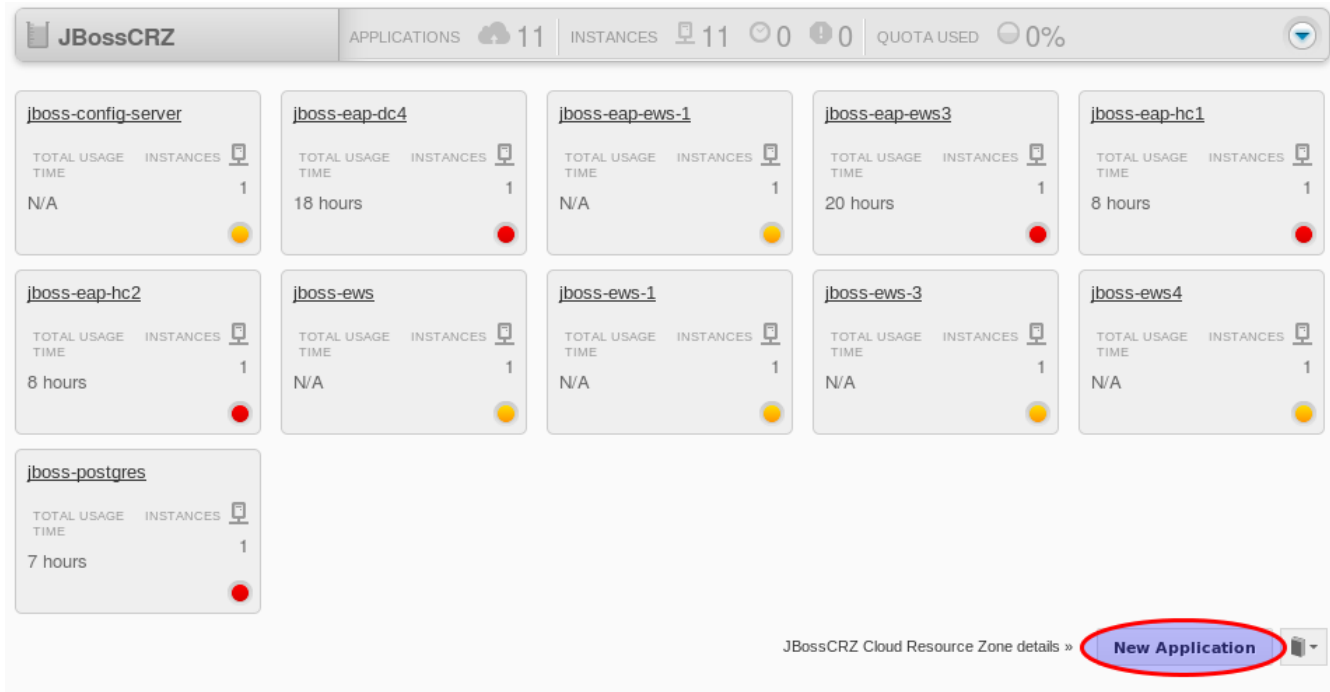 JBossCRZ APPLICATIONS 11 INSTANCES 11 0 0 QUOTA USED 0%
jboss-config-server jboss-eap-dc4 jboss-eap-ews-1 jboss-eap-ews3 jboss-eap-hc1
TOTAL USAGE INSTANCES TOTAL USAGE INSTANCES TOTAL USAGE INSTANCES TOTAL USAGE INSTANCES TOTAL USAGE INSTANCES
TIME TIME TIME TIME TIME
1 1 1 1 1
N/A 18 hours N/A 20 hours 8 hours
jboss-eap-hc2 jboss-ews jboss-ews-1 jboss-ews-3 jboss-ews4
TOTAL USAGE INSTANCES TOTAL USAGE INSTANCES TOTAL USAGE INSTANCES TOTAL USAGE INSTANCES TOTAL USAGE INSTANCES
TIME TIME TIME TIME TIME
1 1 1 1 1
8 hours N/A N/A N/A N/A
jboss-postgres
TOTAL USAGE INSTANCES
TIME
1
7 hours
JBossCRZ Cloud Resource Zone details » New Application